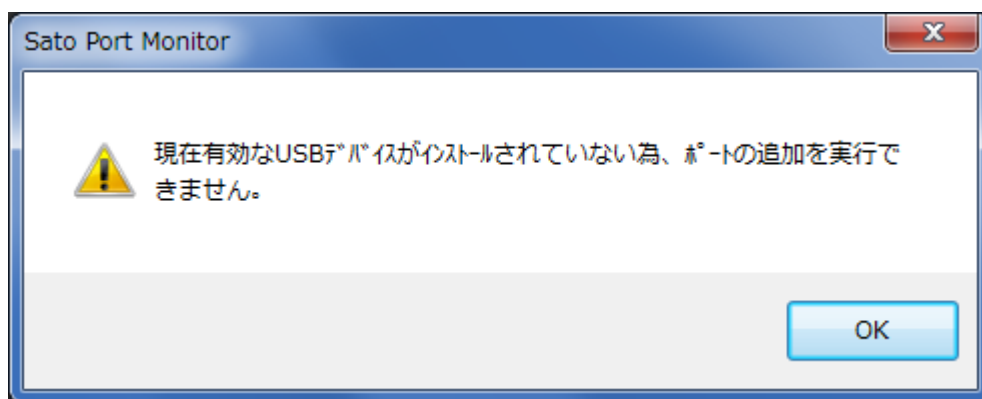 Sato Port Monitor
現在有効なUSBﾃﾞﾊﾞｲｽがｲﾝｽﾄｰﾙされていない為、ﾎﾟｰﾄの追加を実行で
きません。
OK